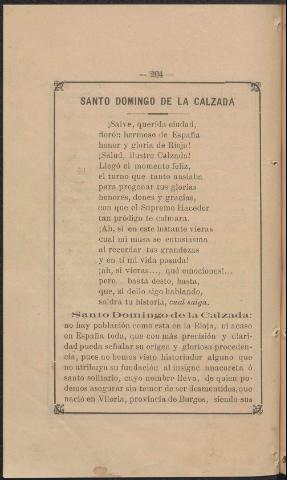 — 204 —
SANTO DOMINGO DE LA CALZADA
¡Salve, querida ciudad,
florón hermoso de España
honor y gloria de Rioja!
¡Salud, ilustre Calzada!
Llegó el momento feliz,
el turno que tanto ansiaba
para pregonar tus glorias
honores, dones y gracias,
con que el Supremo Hacedor
tan pródigo te colmara.
¡Ah, si en este instante vieras
cual mi musa se entusiasma
al recordar tus grandezas
y en ti mi vida pasada!
¡ah, si vieras..., qué emociones!...
pero... basta desto, basta,
que, si dello sigo hablando,
saldrá tu historia, cual salga.
Santo Domingo de la Calzada:
no hay población como esta en la Rioja, ni acaso
en España toda, que con más precisión y clari-
dad pueda señalar su origen y gloriosa proceden-
cia, pues no hemos visto historiador alguno que
no atribuya su fundación al insigne anacoreta ó
santo solitario, cuyo nombre lleva, de quien po-
demos asegurar sin temor de ser desmentidos, que
nació en Viloria, provincia de Burgos, siendo sus